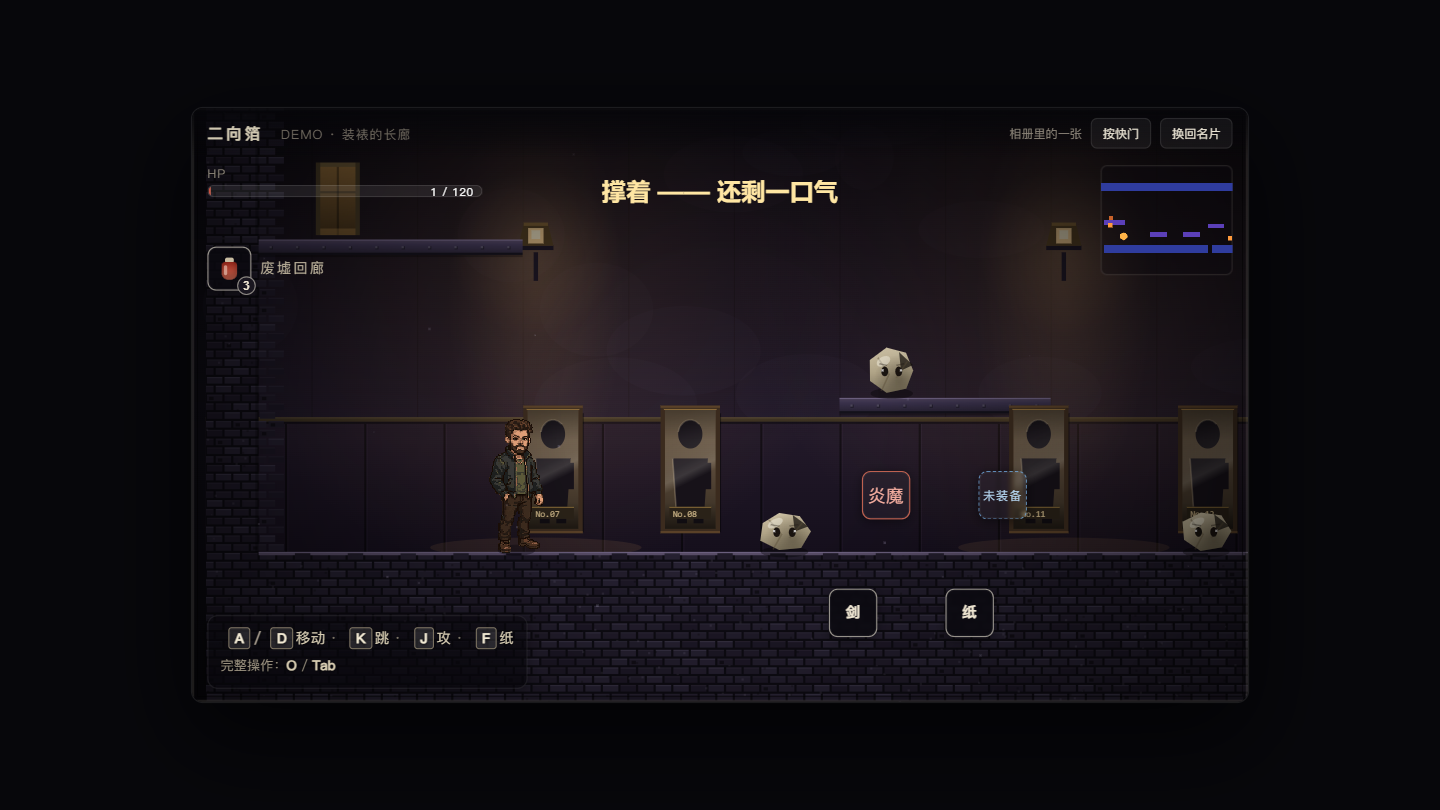 二向箔 DEMO · 装裱的长廊
相册里的一张 按快门 换回名片
HP
1 / 120
撑着 —— 还剩一口气
3
废墟回廊
No.07
No.08
炎魔
未装备
剑
纸
A / D 移动 · K 跳 · J 攻 · F 纸
完整操作: O / Tab